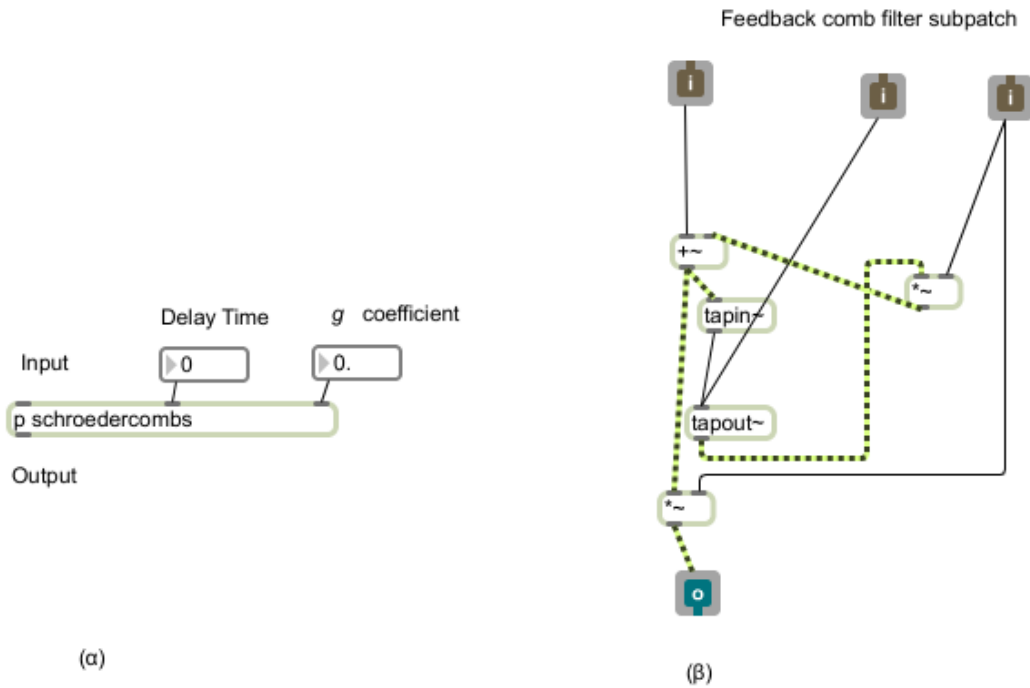 Feedback comb filter subpatch
i
i
i
+~
*~
tapin~
Delay Time
g coefficient
Input
0
0.
p schroedercombs
tapout~
Output
*~
o
(α)
(β)